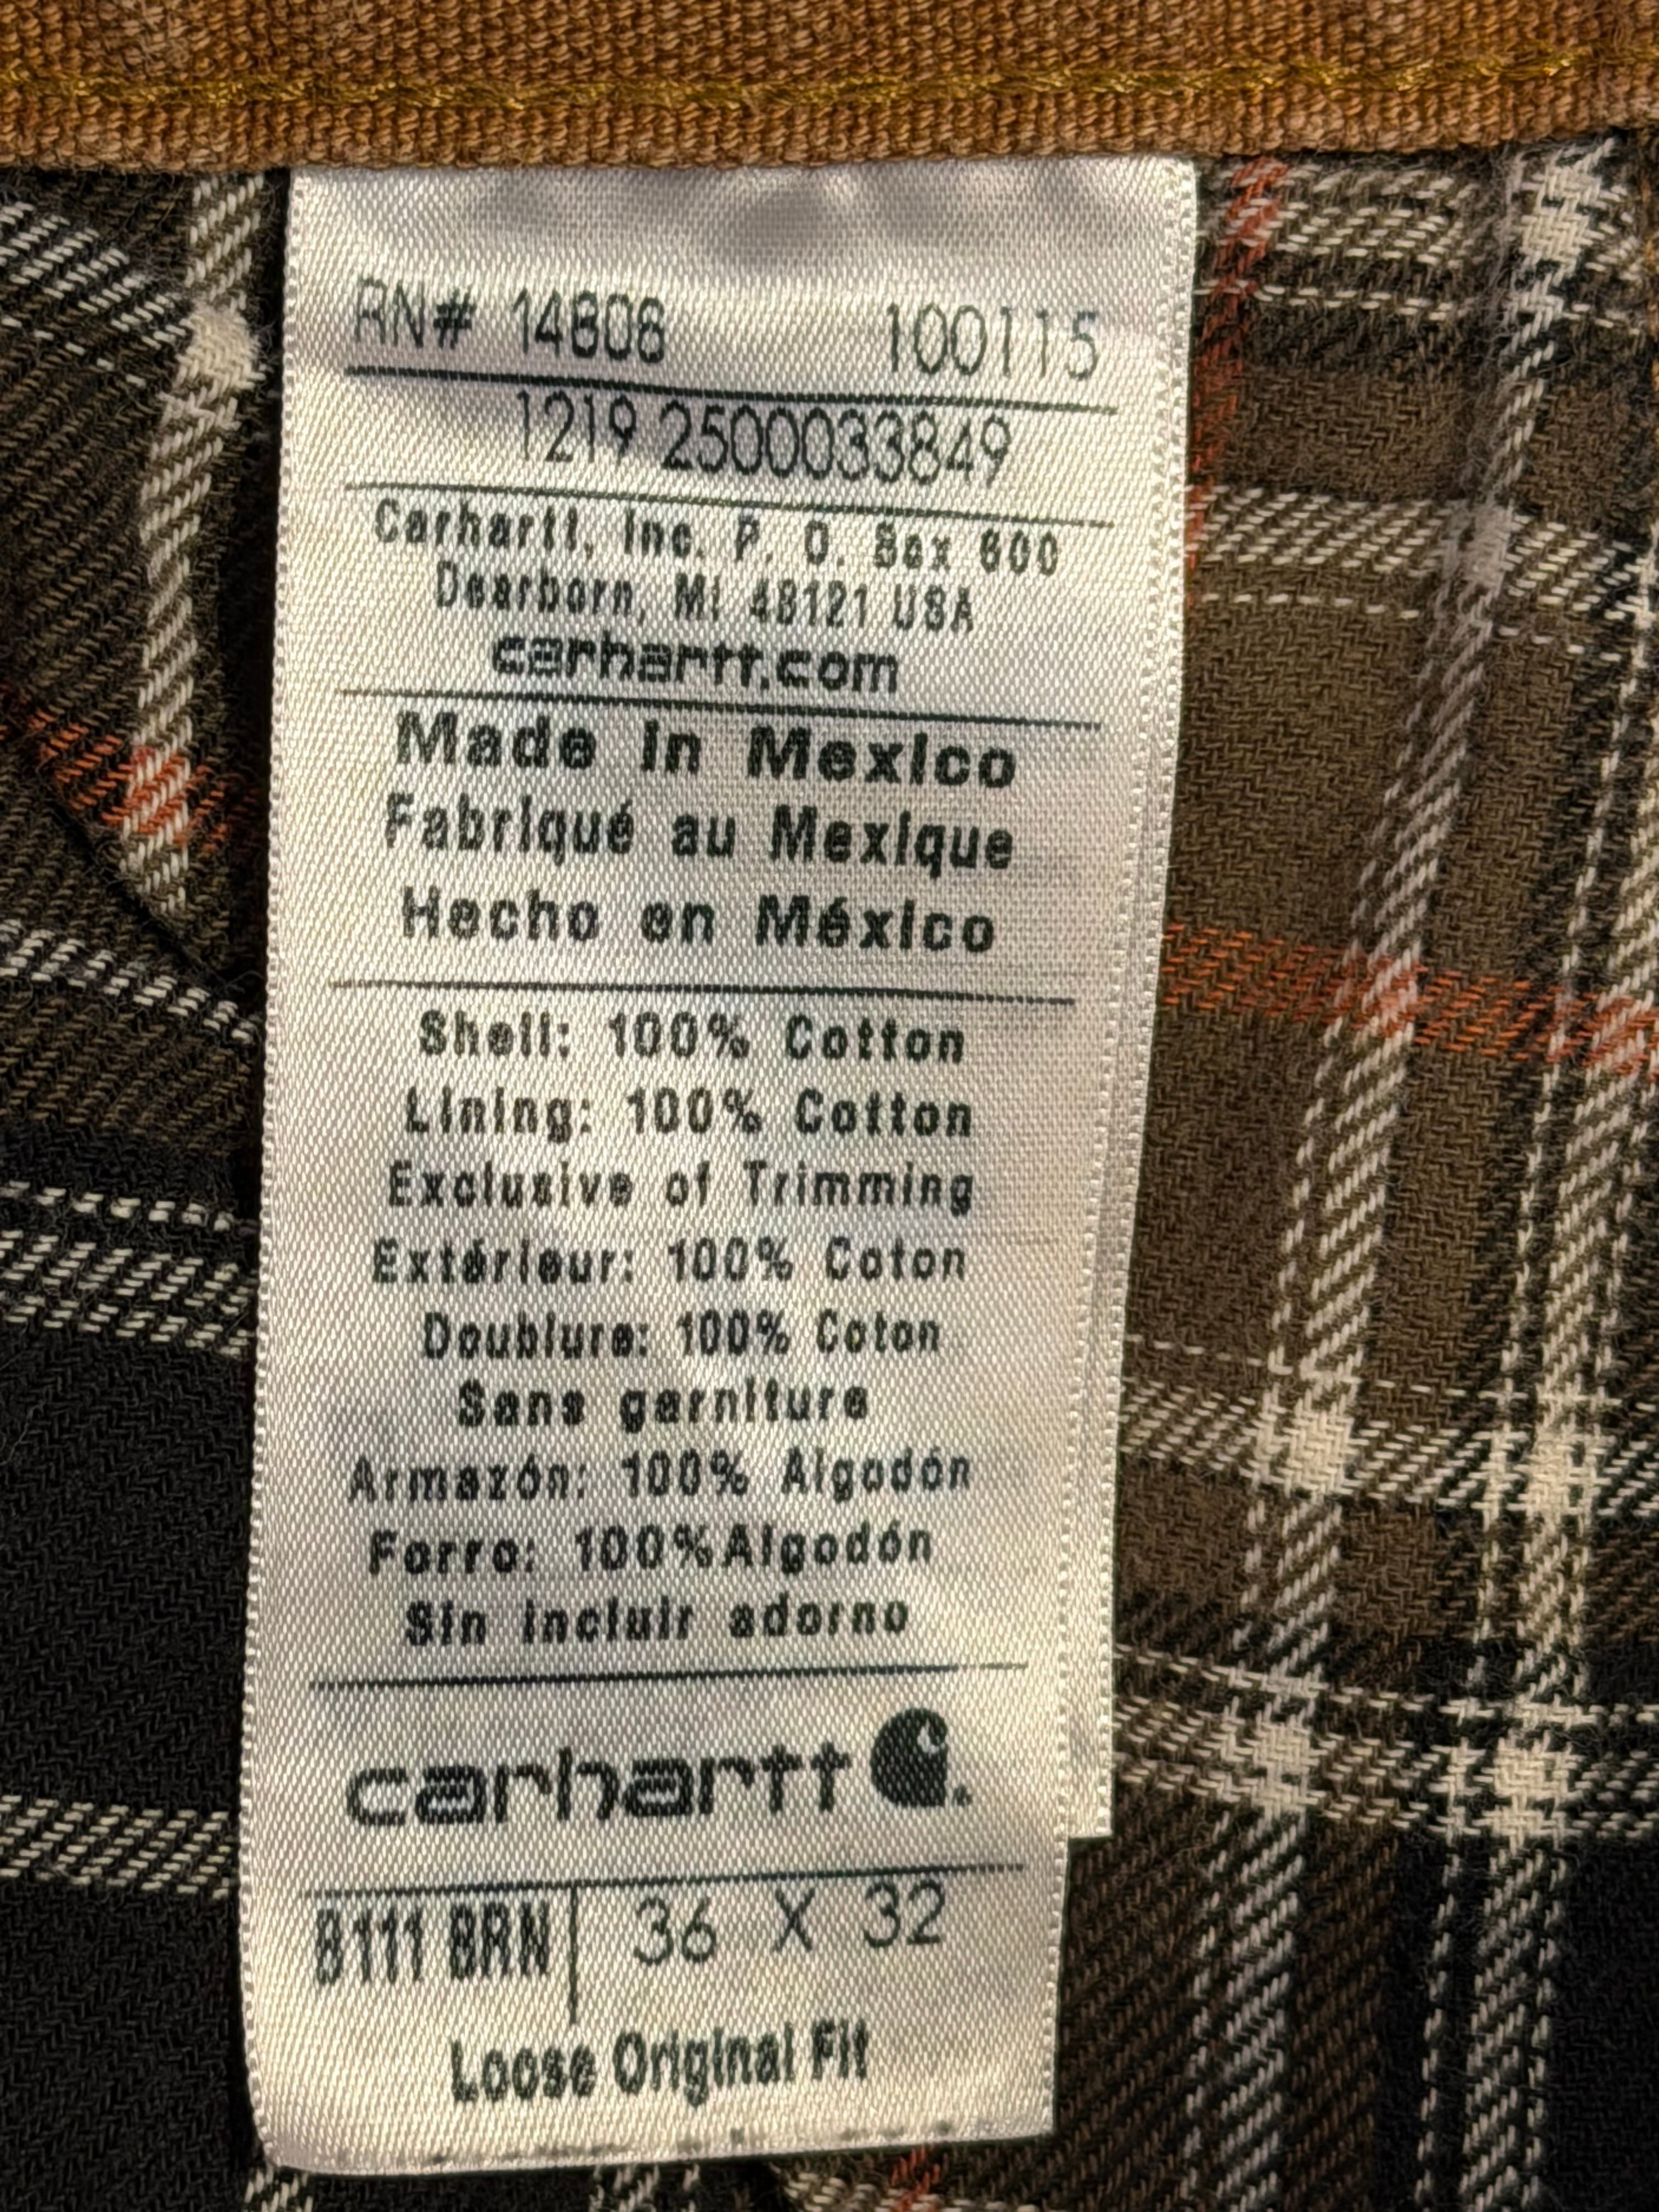 RN# 14806 100115
1219 2500033849
Carhartt, Inc. P. O. Box 600
Dearborn, MI 48121 USA
carhartt.com
Made in Mexico
Fabriqué au Mexique
Hecho en México
Shell: 100% Cotton
Lining: 100% Cotton
Exclusive of Trimming
Extérieur: 100% Coton
Doublure: 100% Coton
Sans garniture
Armazón: 100% Algodón
Forro: 100%Algodón
Sin incluir adorno
carhartt
B111 BRN 36 X 32
Loose Original Fit